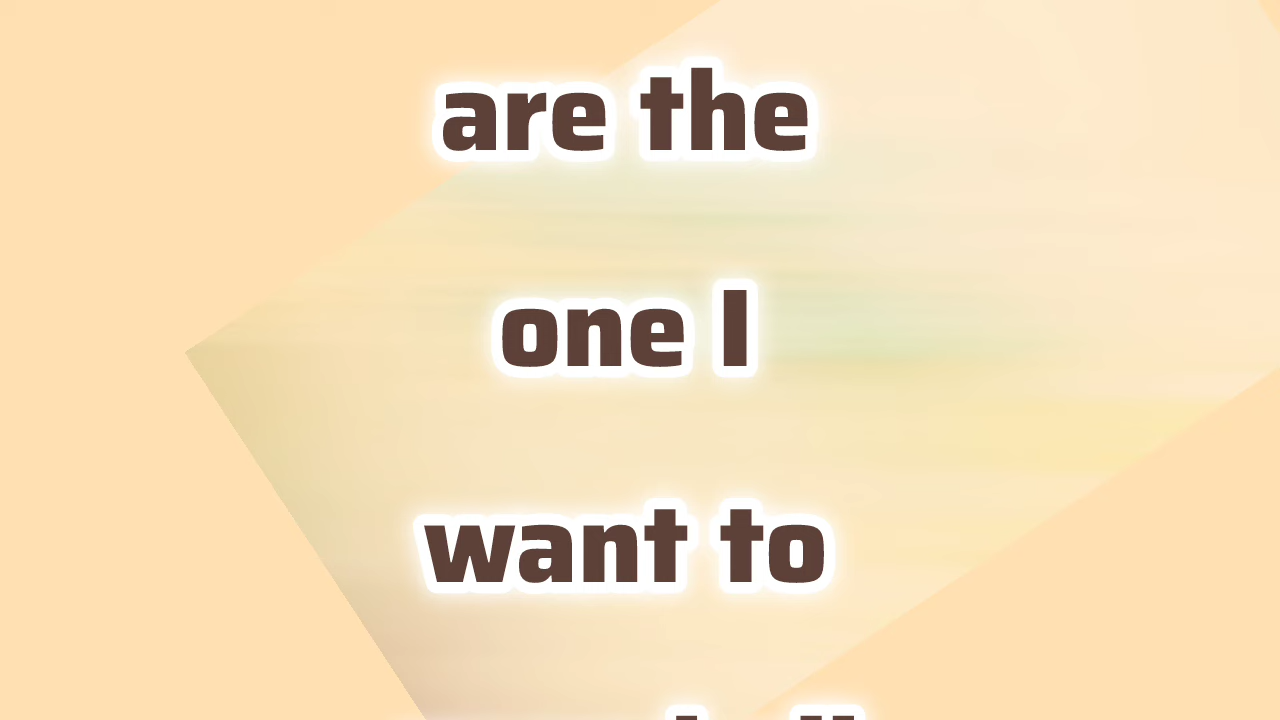 are the
one I
want to